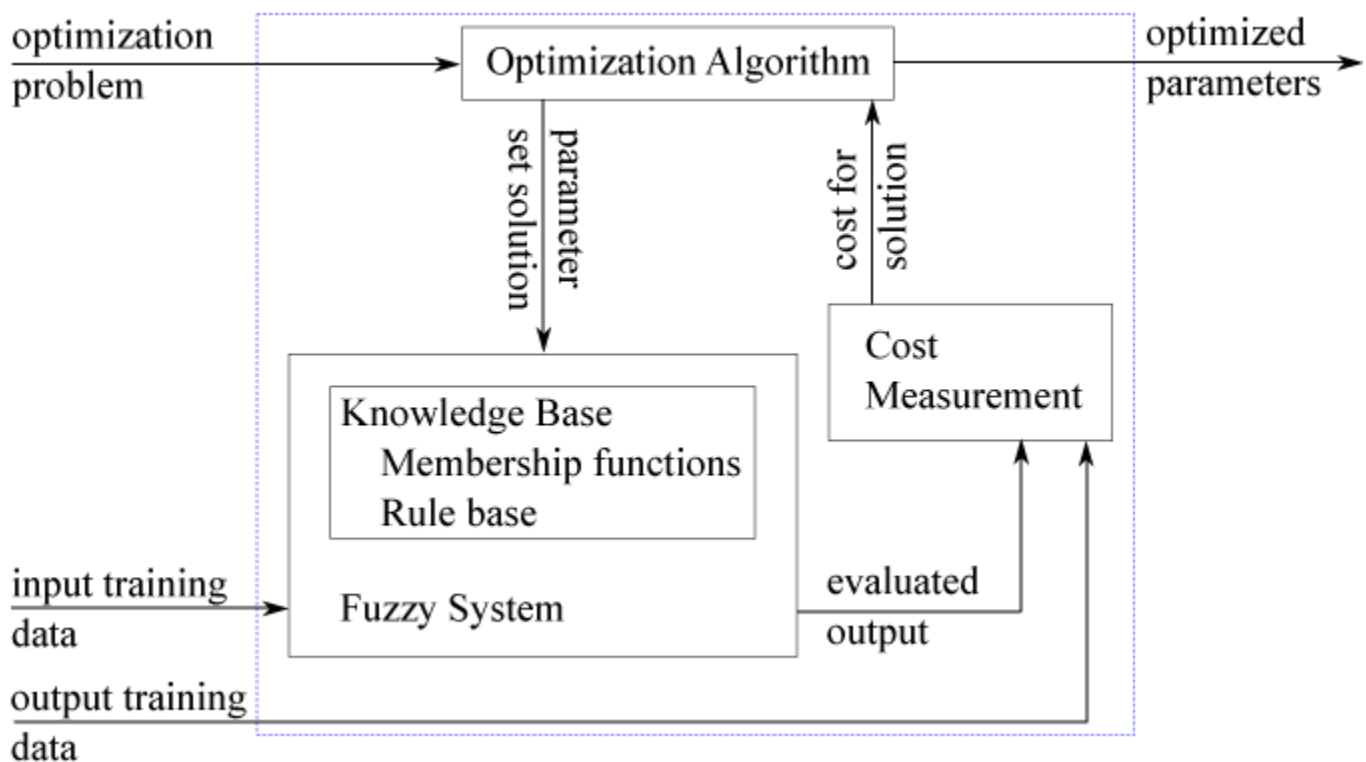 optimization
problem
Optimization Algorithm
optimized
parameters
parameter
set solution
cost for
solution
Cost
Measurement
Knowledge Base
Membership functions
Rule base
Fuzzy System
input training
data
evaluated
output
output training
data